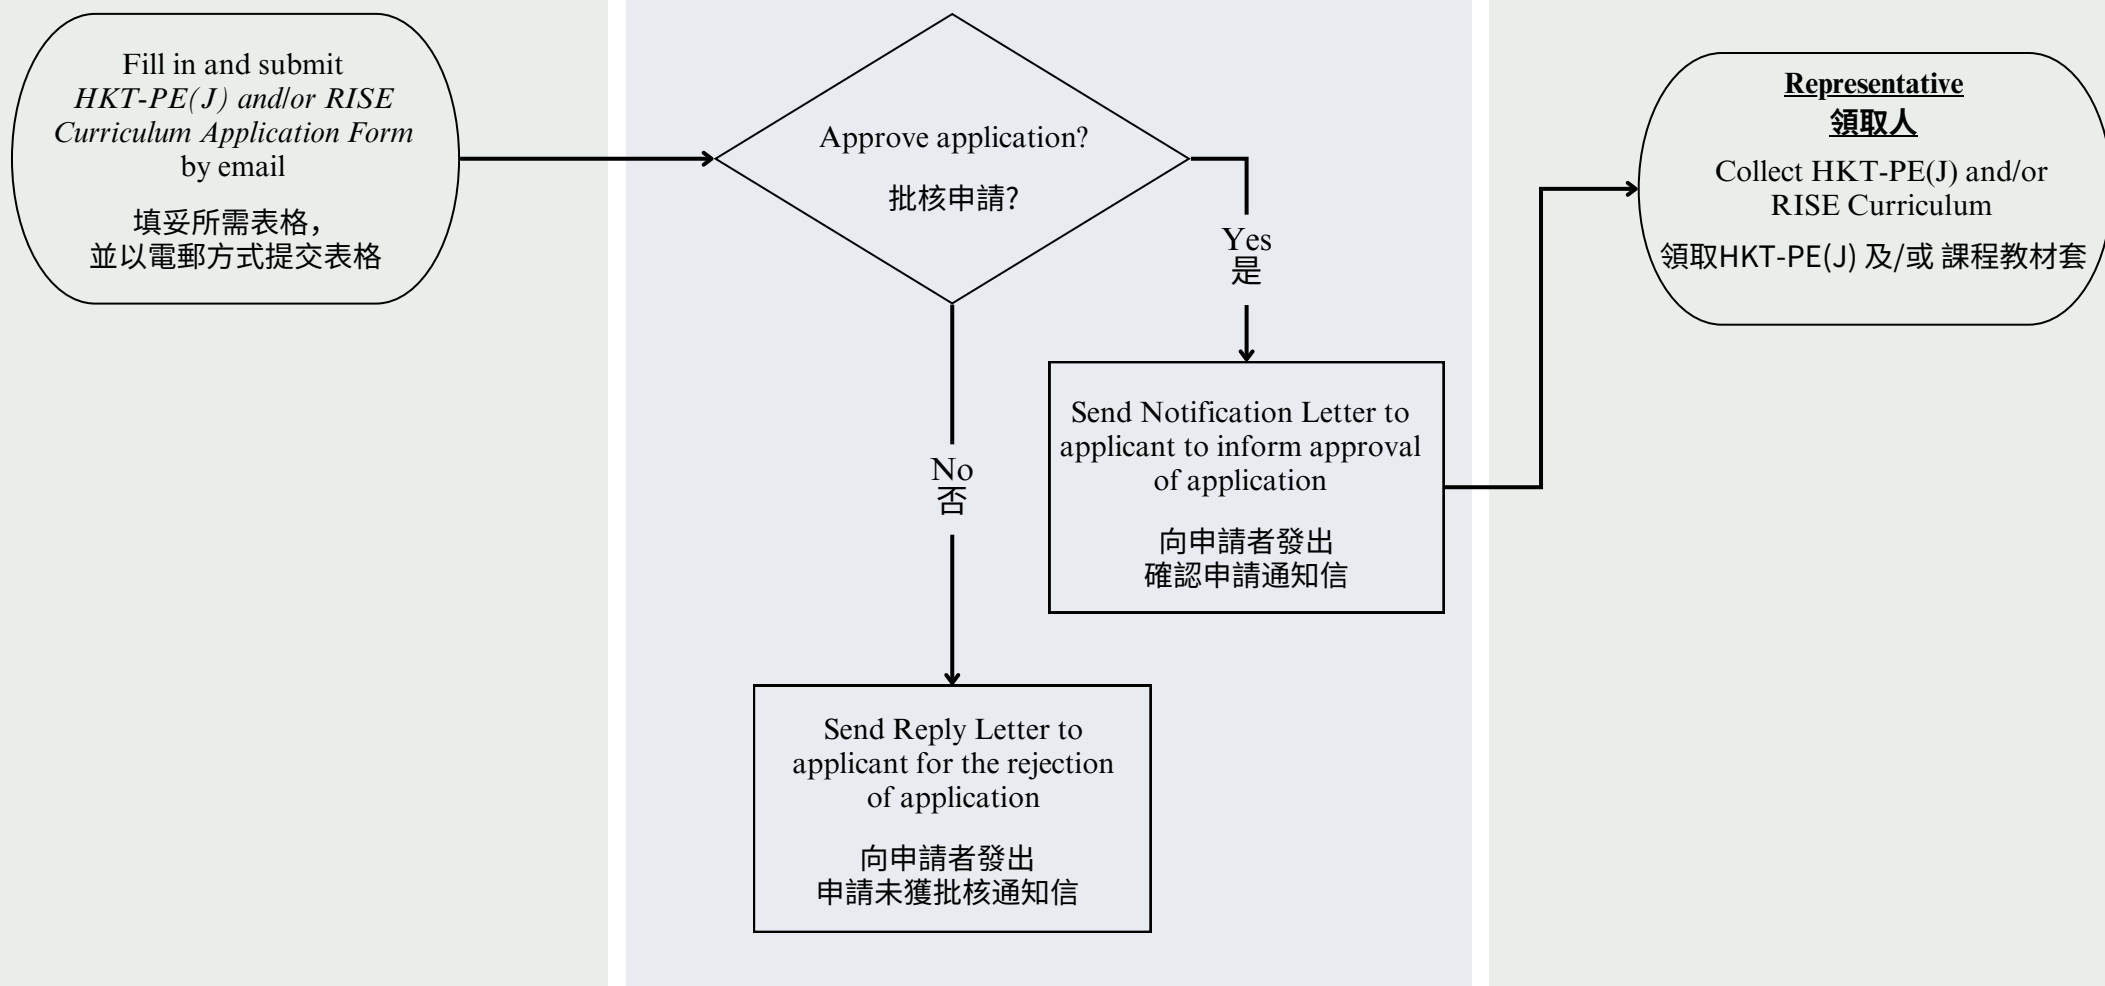 Fill in and submit
HKT-PE(J) and/or RISE
Curriculum Application Form
by email
填妥所需表格，
並以電郵方式提交表格
Approve application?
批核申請?
Yes
是
No
否
Send Notification Letter to
applicant to inform approval
of application
向申請者發出
確認申請通知信
Send Reply Letter to
applicant for the rejection
of application
向申請者發出
申請未獲批核通知信
Representative
領取人
Collect HKT-PE(J) and/or
RISE Curriculum
領取HKT-PE(J) 及/或 課程教材套